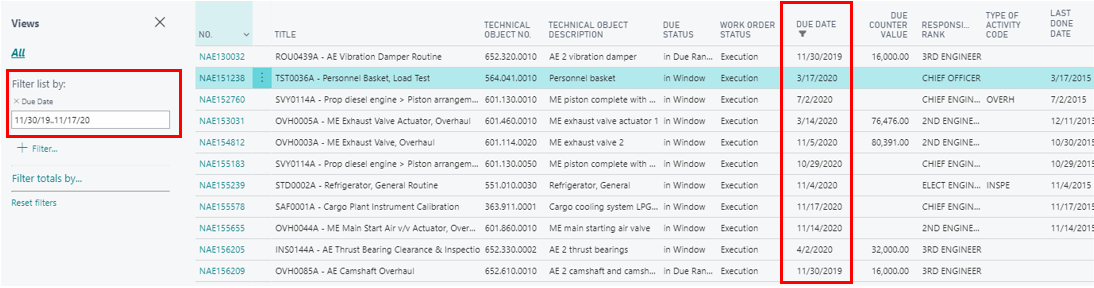 Views
All
Filter list by:
× Due Date
11/30/19..11/17/20
Filter...
Filter totals by...
Reset filters
NO. TITLE TECHNICAL OBJECT NO. TECHNICAL OBJECT DESCRIPTION DUE STATUS WORK ORDER STATUS DUE DATE DUE COUNTER VALUE RESPONSI... RANK TYPE OF ACTIVITY CODE LAST DONE DATE
NAE130032 ROU0439A - AE Vibration Damper Routine 652.320.0010 AE 2 vibration damper in Due Ran... Execution 11/30/2019 16,000.00 3RD ENGINEER
NAE151238 TST0036A - Personnel Basket, Load Test 564.041.0010 Personnel basket in Window Execution 3/17/2020 CHIEF OFFICER 3/17/2015
NAE152760 SVY0114A - Prop diesel engine > Piston arrangem... 601.130.0010 ME piston complete with ... in Window Execution 7/2/2020 CHIEF ENGIN... OVERH 7/2/2015
NAE153031 OVH0005A - ME Exhaust Valve Actuator, Overhaul 601.460.0010 ME exhaust valve actuator 1 in Window Execution 3/14/2020 76,476.00 2ND ENGINE... 12/11/2013
NAE154812 OVH0003A - ME Exhaust Valve, Overhaul 601.114.0020 ME exhaust valve 2 in Window Execution 11/5/2020 80,391.00 2ND ENGINE... 10/30/2015
NAE155183 SVY0114A - Prop diesel engine > Piston arrangem... 601.130.0050 ME piston complete with ... in Window Execution 10/29/2020 CHIEF ENGIN... 10/29/2015
NAE155239 STD0002A - Refrigerator, General Routine 551.010.0030 Refrigerator, General in Window Execution 11/4/2020 ELECT ENGIN... INSPE 11/4/2015
NAE155578 SAF0001A - Cargo Plant Instrument Calibration 363.911.0001 Cargo cooling system LPG... in Window Execution 11/17/2020 CHIEF ENGIN... 11/17/2015
NAE155655 OVH0044A - ME Main Start Air v/v Actuator, Over... 601.860.0010 ME main starting air valve in Window Execution 11/14/2020 2ND ENGINE... 11/14/2015
NAE156205 INS0144A - AE Thrust Bearing Clearance & Inspectio 652.330.0002 AE 2 thrust bearings in Window Execution 4/2/2020 32,000.00 3RD ENGINEER
NAE156209 OVH0085A - AE Camshaft Overhaul 652.610.0010 AE 2 camshaft and camsh... in Due Ran... Execution 11/30/2019 16,000.00 3RD ENGINEER